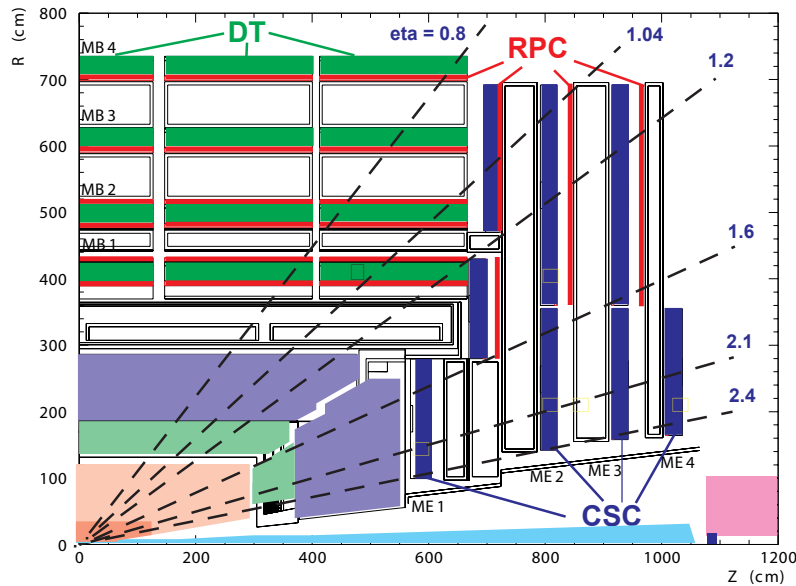 R (cm)
800
700
600
500
400
300
200
100
0
MB 4
MB 3
MB 2
MB 1
DT
eta = 0.8
1.04
RPC
1.2
1.6
2.1
2.4
ME 1
ME 2
ME 3
ME 4
CSC
0
200
400
600
800
1000
1200
Z (cm)